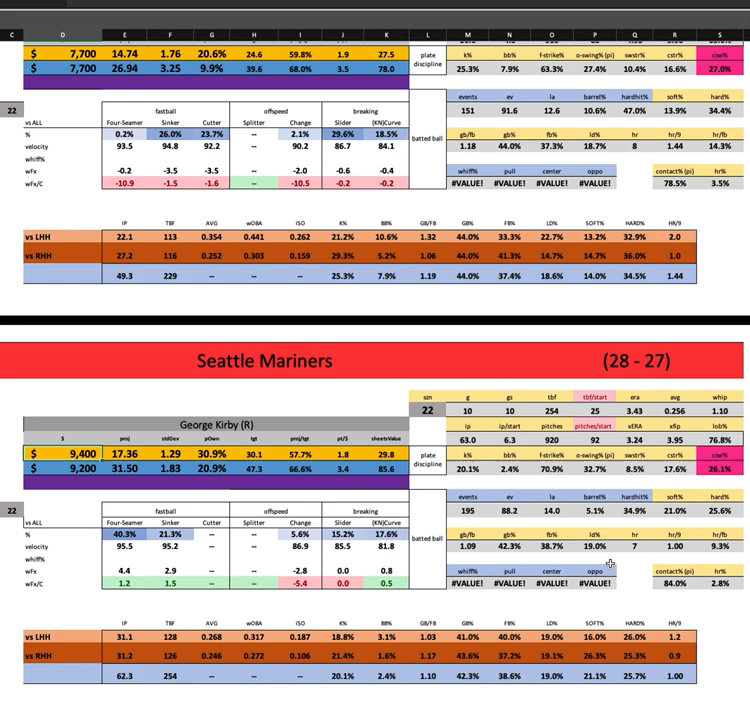 C D E F G H I J K L M N O P Q R S
$ 7,700 14.74 1.76 20.6% 24.6 59.8% 1.9 27.5 plate discipline k% bb% f-strike% o-swing% (pi) swstr% cstr% csw%
$ 7,700 26.94 3.25 9.9% 39.6 68.0% 3.5 78.0 25.3% 7.9% 63.3% 27.4% 10.4% 16.6% 27.0%
events ev la barrel% hardhit% soft% hard%
22 fastball offspeed breaking 151 91.6 12.6 10.6% 47.0% 13.9% 34.4%
vs ALL Four-Seamer Sinker Cutter Splitter Change Slider (KN)Curve
% 0.2% 26.0% 23.7% -- 2.1% 29.6% 18.5% batted ball gb/fb gb% fb% ld% hr hr/9 hr/fb
velocity 93.5 94.8 92.2 -- 90.2 86.7 84.1 1.18 44.0% 37.3% 18.7% 8 1.44 14.3%
whiff%
wFx -0.2 -3.5 -3.5 -2.0 -0.6 -0.4 whiff% pull center oppo contact% (pi) hr%
wFx/C -10.9 -1.5 -1.6 -- -10.5 -0.2 -0.2 #VALUE! #VALUE! #VALUE! #VALUE! 78.5% 3.5%
IP TBF AVG wOBA ISO K% BB% GB/FB GB% FB% LD% SOFT% HARD% HR/9
vs LHH 22.1 113 0.354 0.441 0.262 21.2% 10.6% 1.32 44.0% 33.3% 22.7% 13.2% 32.9% 2.0
vs RHH 27.2 116 0.252 0.303 0.159 29.3% 5.2% 1.06 44.0% 41.3% 14.7% 14.7% 36.0% 1.0
49.3 229 -- -- -- 25.3% 7.9% 1.19 44.0% 37.4% 18.6% 14.0% 34.5% 1.44
Seattle Mariners (28 - 27)
szn g gs tbf tbf/start era avg whip
22 10 10 254 25 3.43 0.256 1.10
George Kirby (R) ip ip/start pitches pitches/start xERA xfip lob%
$ proj stdDev pOwn tgt proj/tgt pt/$ sheetsValue 63.0 6.3 920 92 3.24 3.95 76.8%
$ 9,400 17.36 1.29 30.9% 30.1 57.7% 1.8 29.8 plate discipline k% bb% f-strike% o-swing% (pi) swstr% cstr% csw%
$ 9,200 31.50 1.83 20.9% 47.3 66.6% 3.4 85.6 20.1% 2.4% 70.9% 32.7% 8.5% 17.6% 26.1%
events ev la barrel% hardhit% soft% hard%
22 fastball offspeed breaking 195 88.2 14.0 5.1% 34.9% 21.0% 25.6%
vs ALL Four-Seamer Sinker Cutter Splitter Change Slider (KN)Curve
% 40.3% 21.3% -- -- 5.6% 15.2% 17.6% batted ball gb/fb gb% fb% ld% hr hr/9 hr/fb
velocity 95.5 95.2 -- -- 86.9 85.5 81.8 1.09 42.3% 38.7% 19.0% 7 1.00 9.3%
whiff%
wFx 4.4 2.9 -2.8 0.0 0.8 whiff% pull center oppo contact% (pi) hr%
wFx/C 1.2 1.5 -- -- -5.4 0.0 0.5 #VALUE! #VALUE! #VALUE! #VALUE! 84.0% 2.8%
IP TBF AVG wOBA ISO K% BB% GB/FB GB% FB% LD% SOFT% HARD% HR/9
vs LHH 31.1 128 0.268 0.317 0.187 18.8% 3.1% 1.03 41.0% 40.0% 19.0% 16.0% 26.0% 1.2
vs RHH 31.2 126 0.246 0.272 0.106 21.4% 1.6% 1.17 43.6% 37.2% 19.1% 26.3% 25.3% 0.9
62.3 254 -- -- -- 20.1% 2.4% 1.10 42.3% 38.6% 19.0% 21.1% 25.7% 1.00